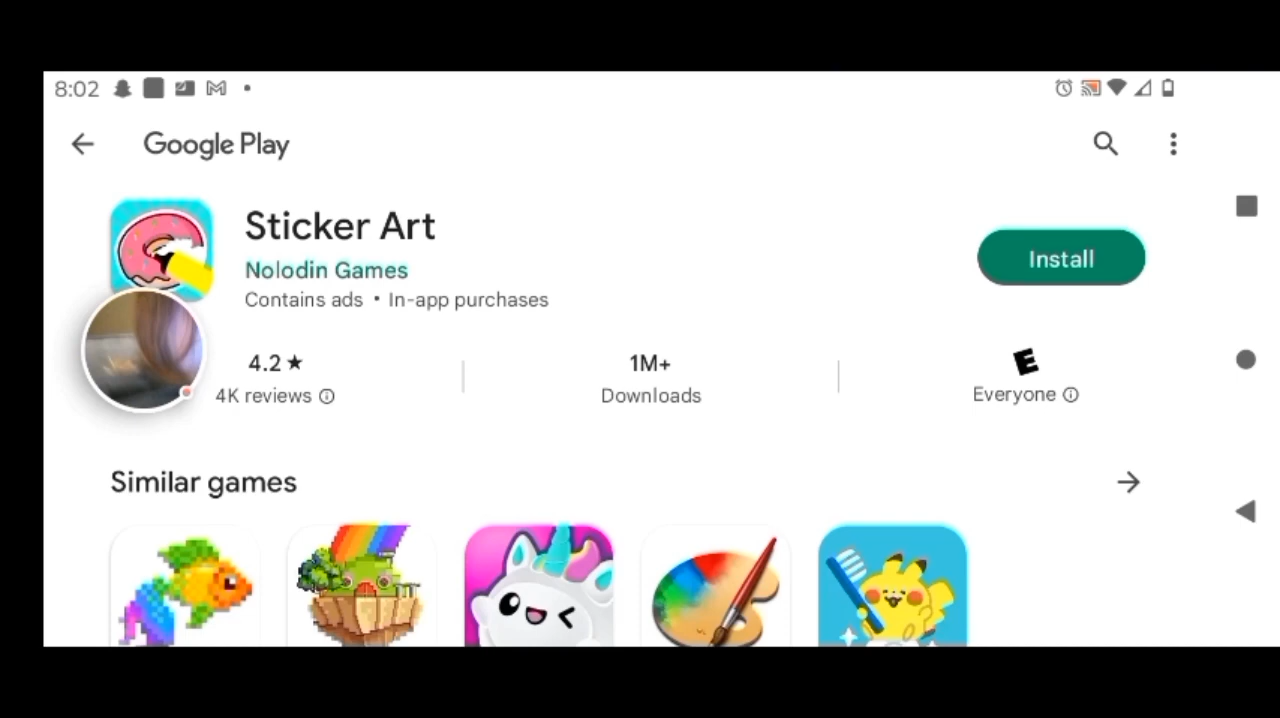 8:02
Google Play
Sticker Art
Nolodin Games
Contains ads • In-app purchases
Install
4.2★
1M+
E
4K reviews
Downloads
Everyone
Similar games